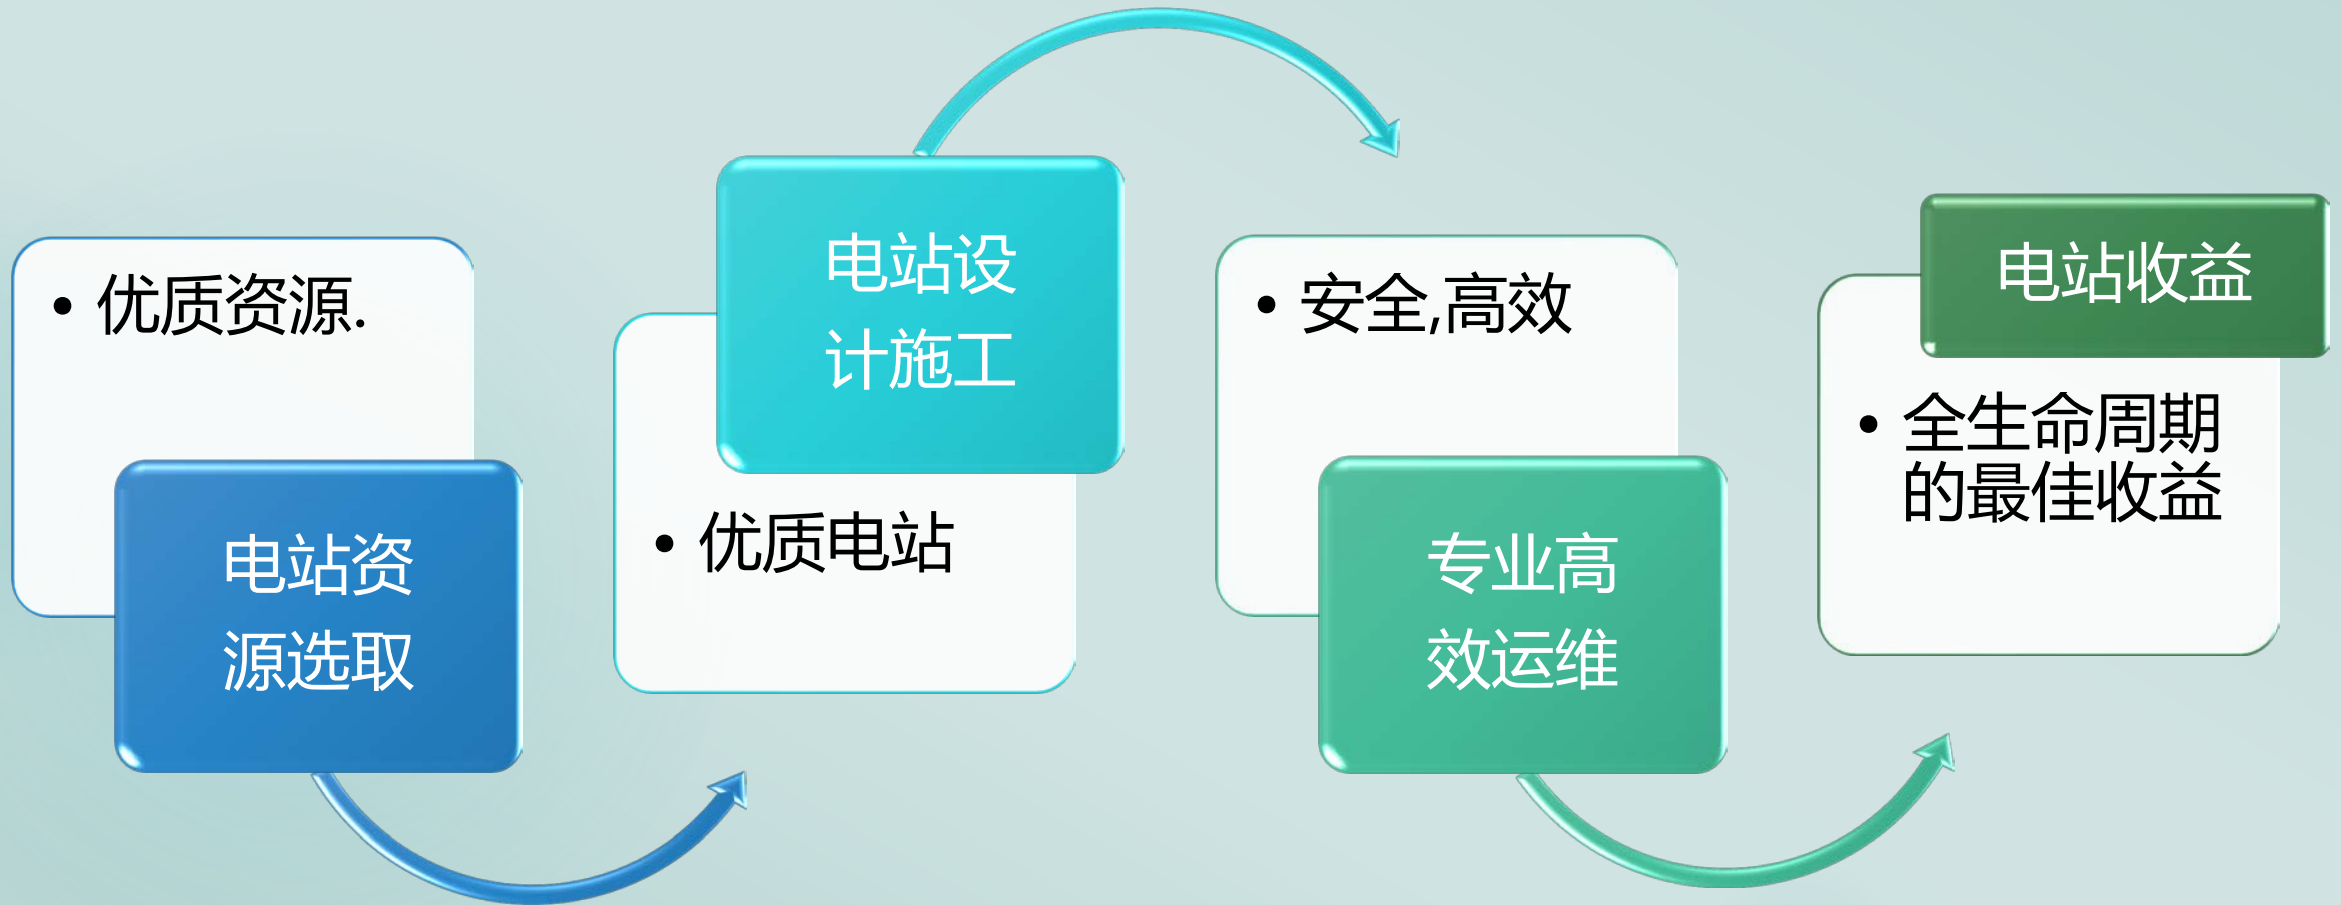 • 优质资源.
电站资
源选取
电站设
计施工
• 优质电站
• 安全,高效
专业高
效运维
电站收益
• 全生命周期
的最佳收益